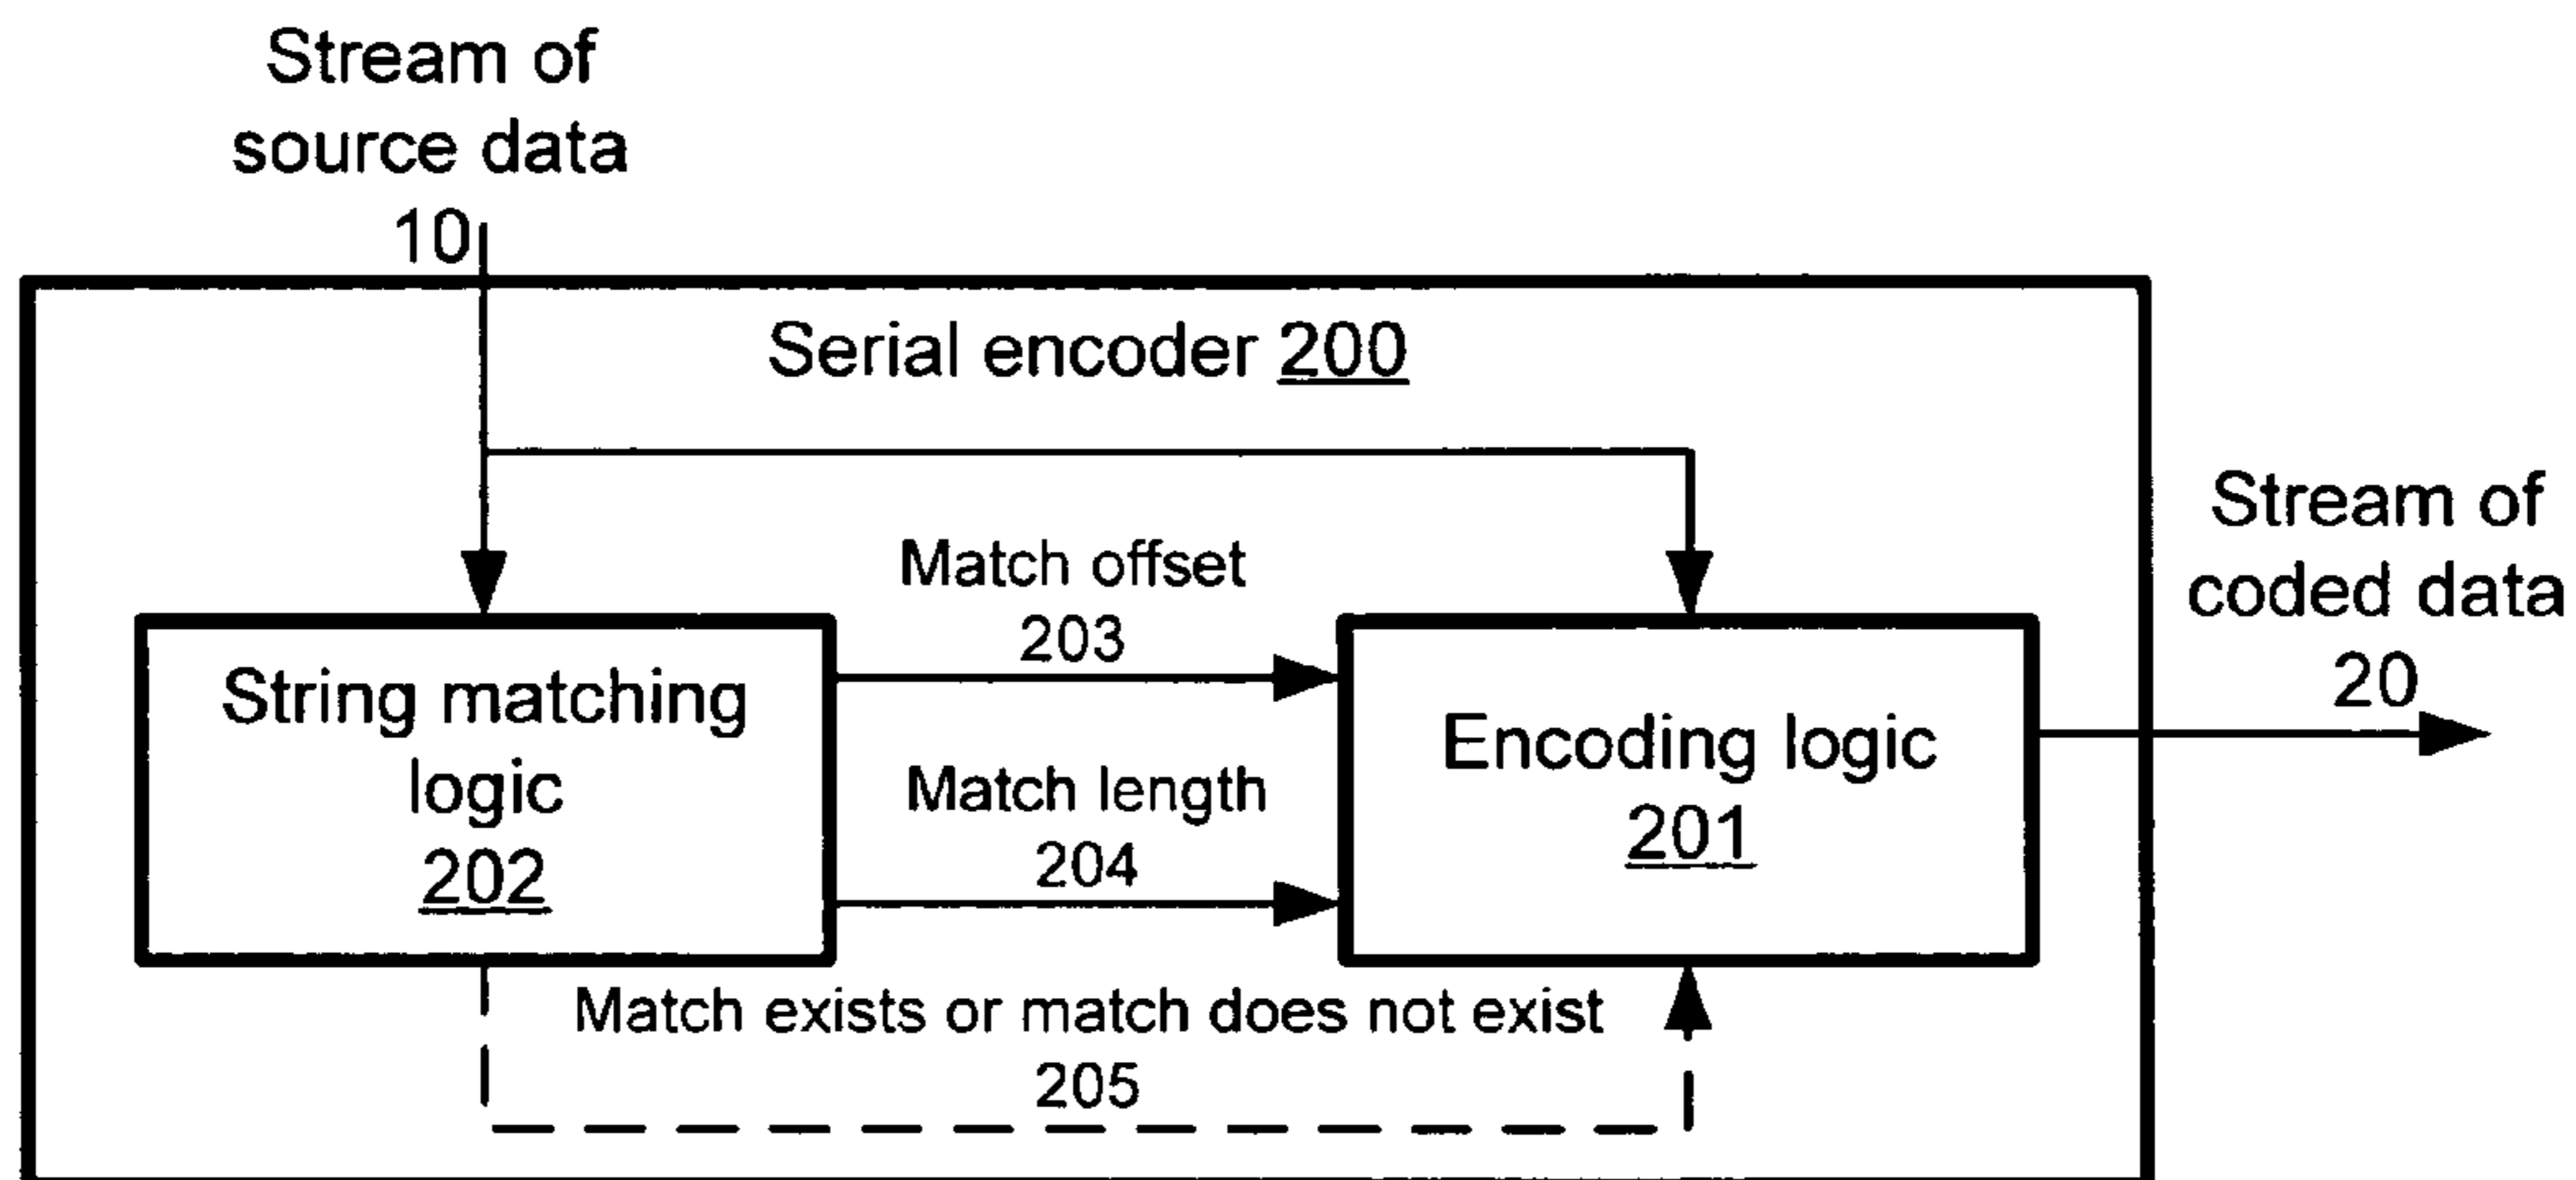 Stream of
source data
10
Serial encoder 200
Match offset
203
String matching
logic
202
Match length
204
Encoding logic
201
Stream of
coded data
20
Match exists or match does not exist
205